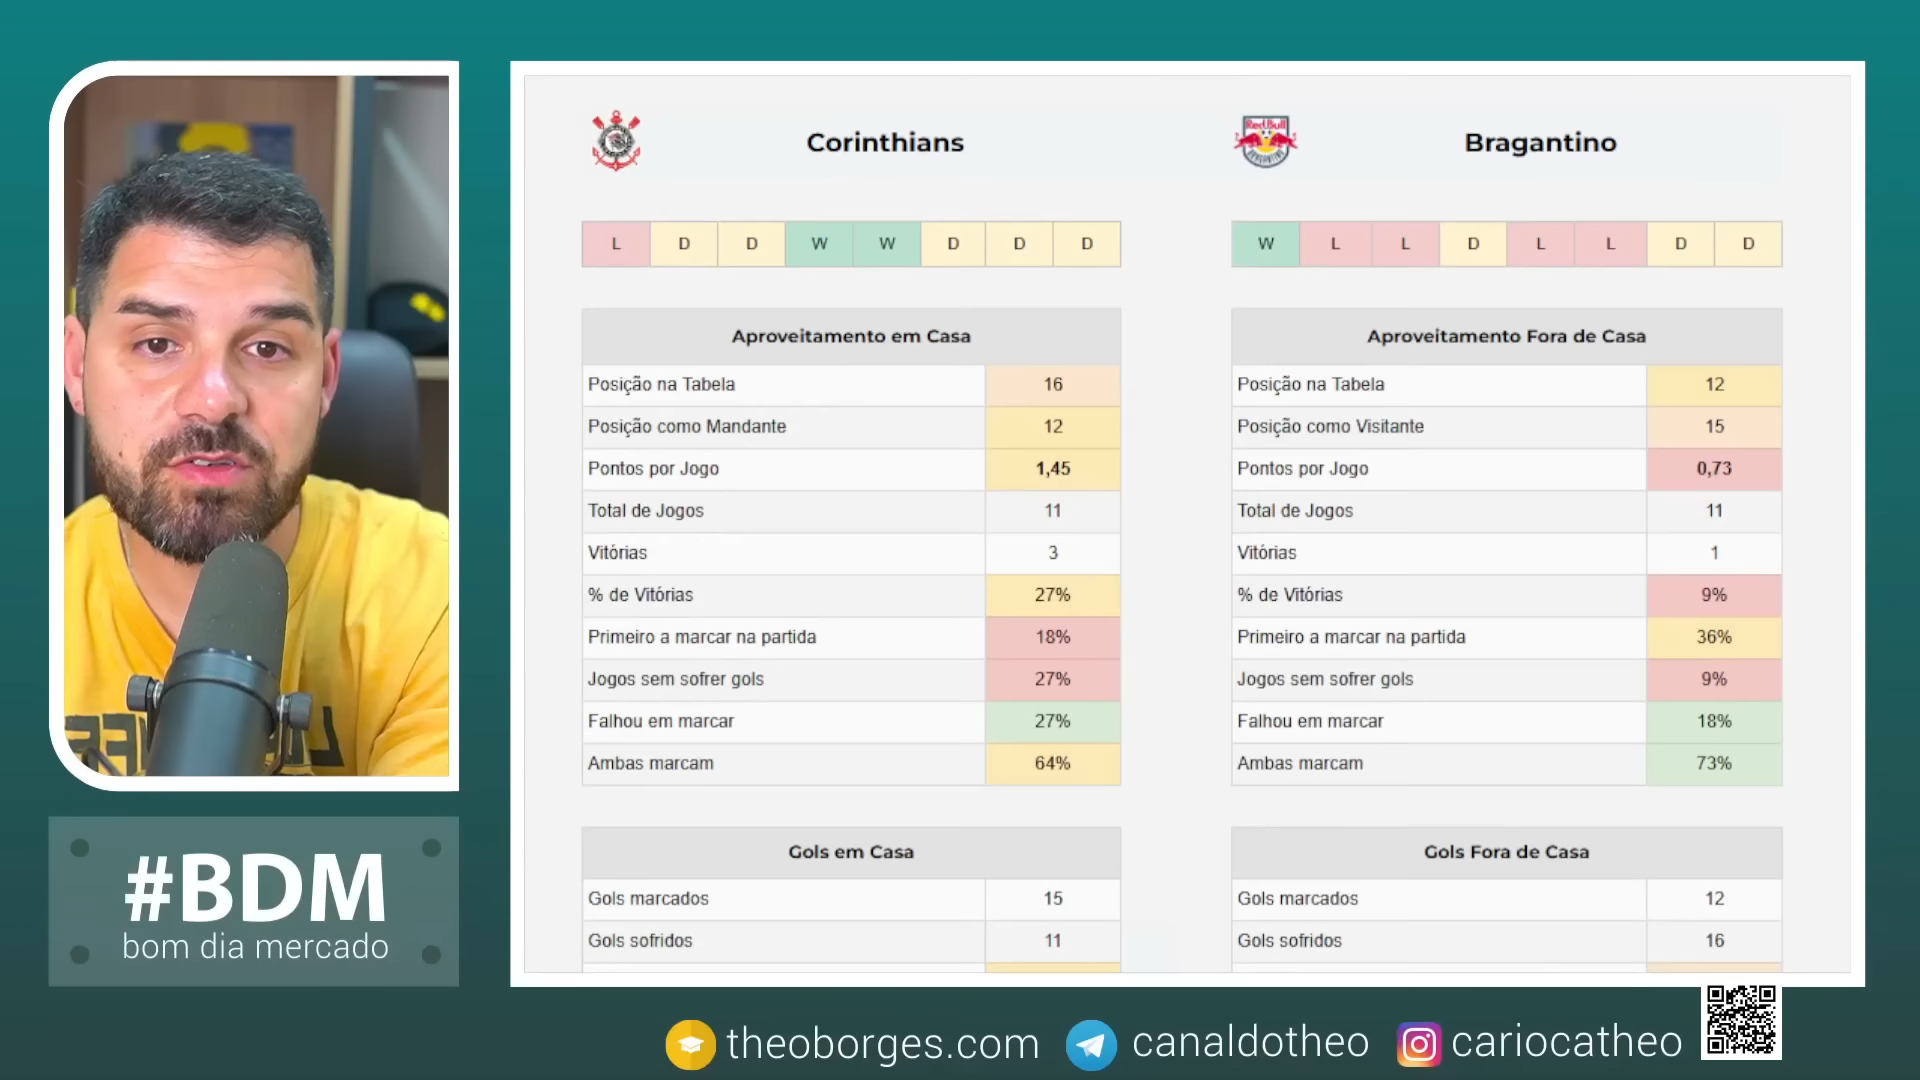 Corinthians
Bragantino
L D D W W D D D
W L L D L L D D
Aproveitamento em Casa
Posição na Tabela 16
Posição como Mandante 12
Pontos por Jogo 1,45
Total de Jogos 11
Vitórias 3
% de Vitórias 27%
Primeiro a marcar na partida 18%
Jogos sem sofrer gols 27%
Falhou em marcar 27%
Ambas marcam 64%
Aproveitamento Fora de Casa
Posição na Tabela 12
Posição como Visitante 15
Pontos por Jogo 0,73
Total de Jogos 11
Vitórias 1
% de Vitórias 9%
Primeiro a marcar na partida 36%
Jogos sem sofrer gols 9%
Falhou em marcar 18%
Ambas marcam 73%
Gols em Casa
Gols marcados 15
Gols sofridos 11
Gols Fora de Casa
Gols marcados 12
Gols sofridos 16
#BDM
bom dia mercado
theoborges.com
canaldotheo
cariocatheo
Red Bull